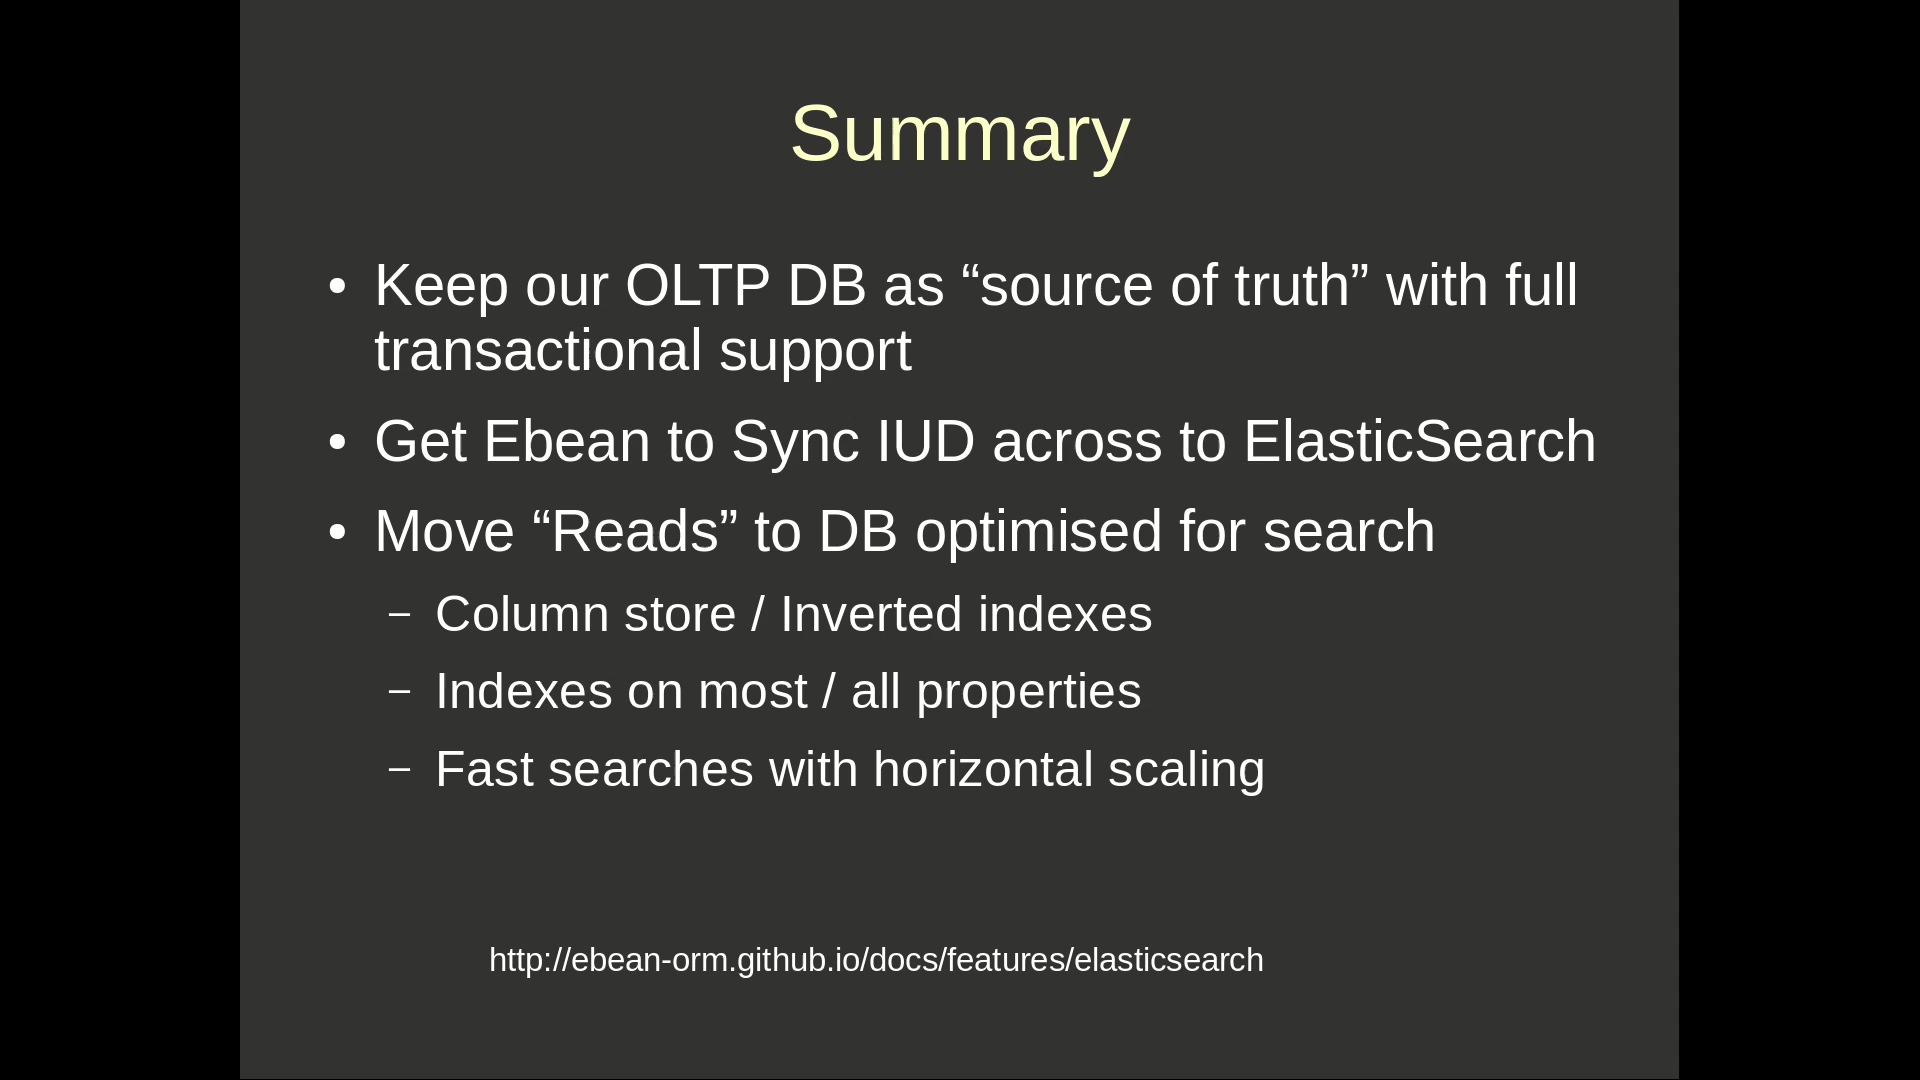 Summary
• Keep our OLTP DB as “source of truth” with full
transactional support
• Get Ebean to Sync IUD across to ElasticSearch
• Move “Reads” to DB optimised for search
– Column store / Inverted indexes
– Indexes on most / all properties
– Fast searches with horizontal scaling
http://ebean-orm.github.io/docs/features/elasticsearch